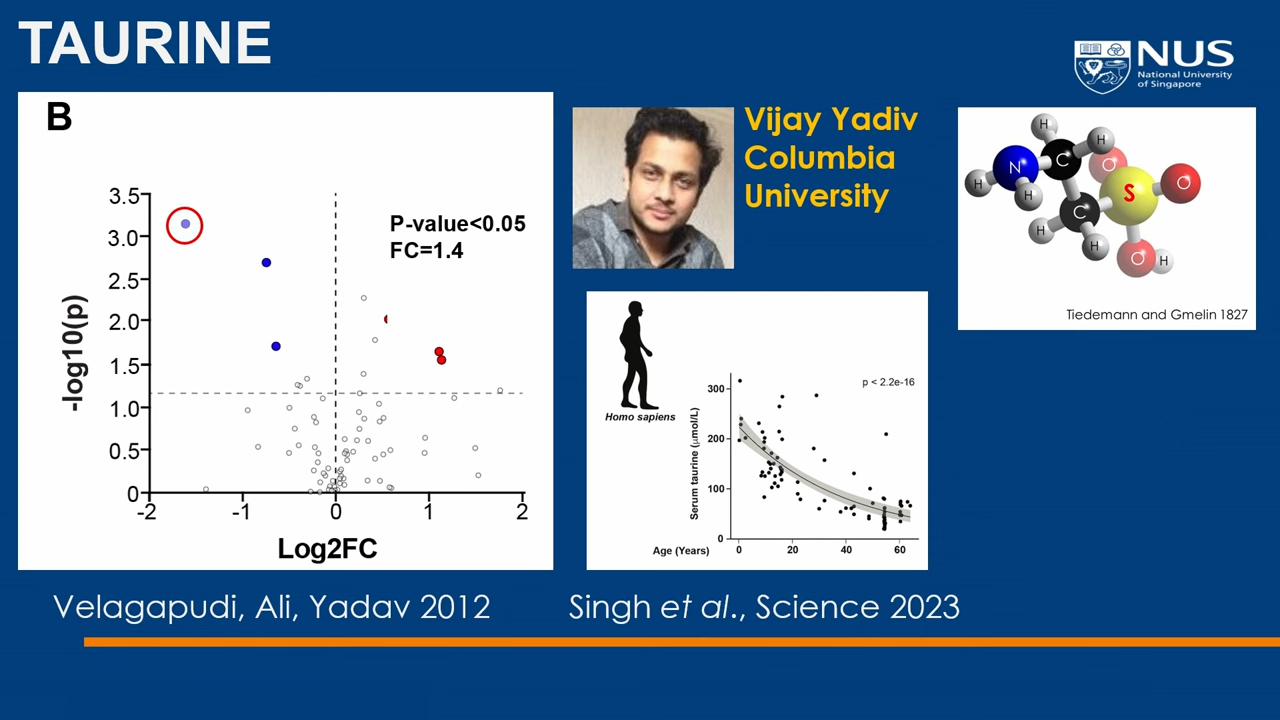 TAURINE
NUS
National University
of Singapore
B
3.5
3.0
2.5
2.0
1.5
1.0
0.5
0
-log10(p)
P-value<0.05
FC=1.4
-2
-1
0
1
2
Log2FC
Vijay Yadiv
Columbia
University
H
H
C
N
O
O
S
H
H
C
H
H
O
H
Tiedemann and Gmelin 1827
Homo sapiens
p < 2.2e-16
300
200
100
0
Serum taurine (μmol/L)
Age (Years)
0
20
40
60
Velagapudi, Ali, Yadav 2012
Singh et al., Science 2023